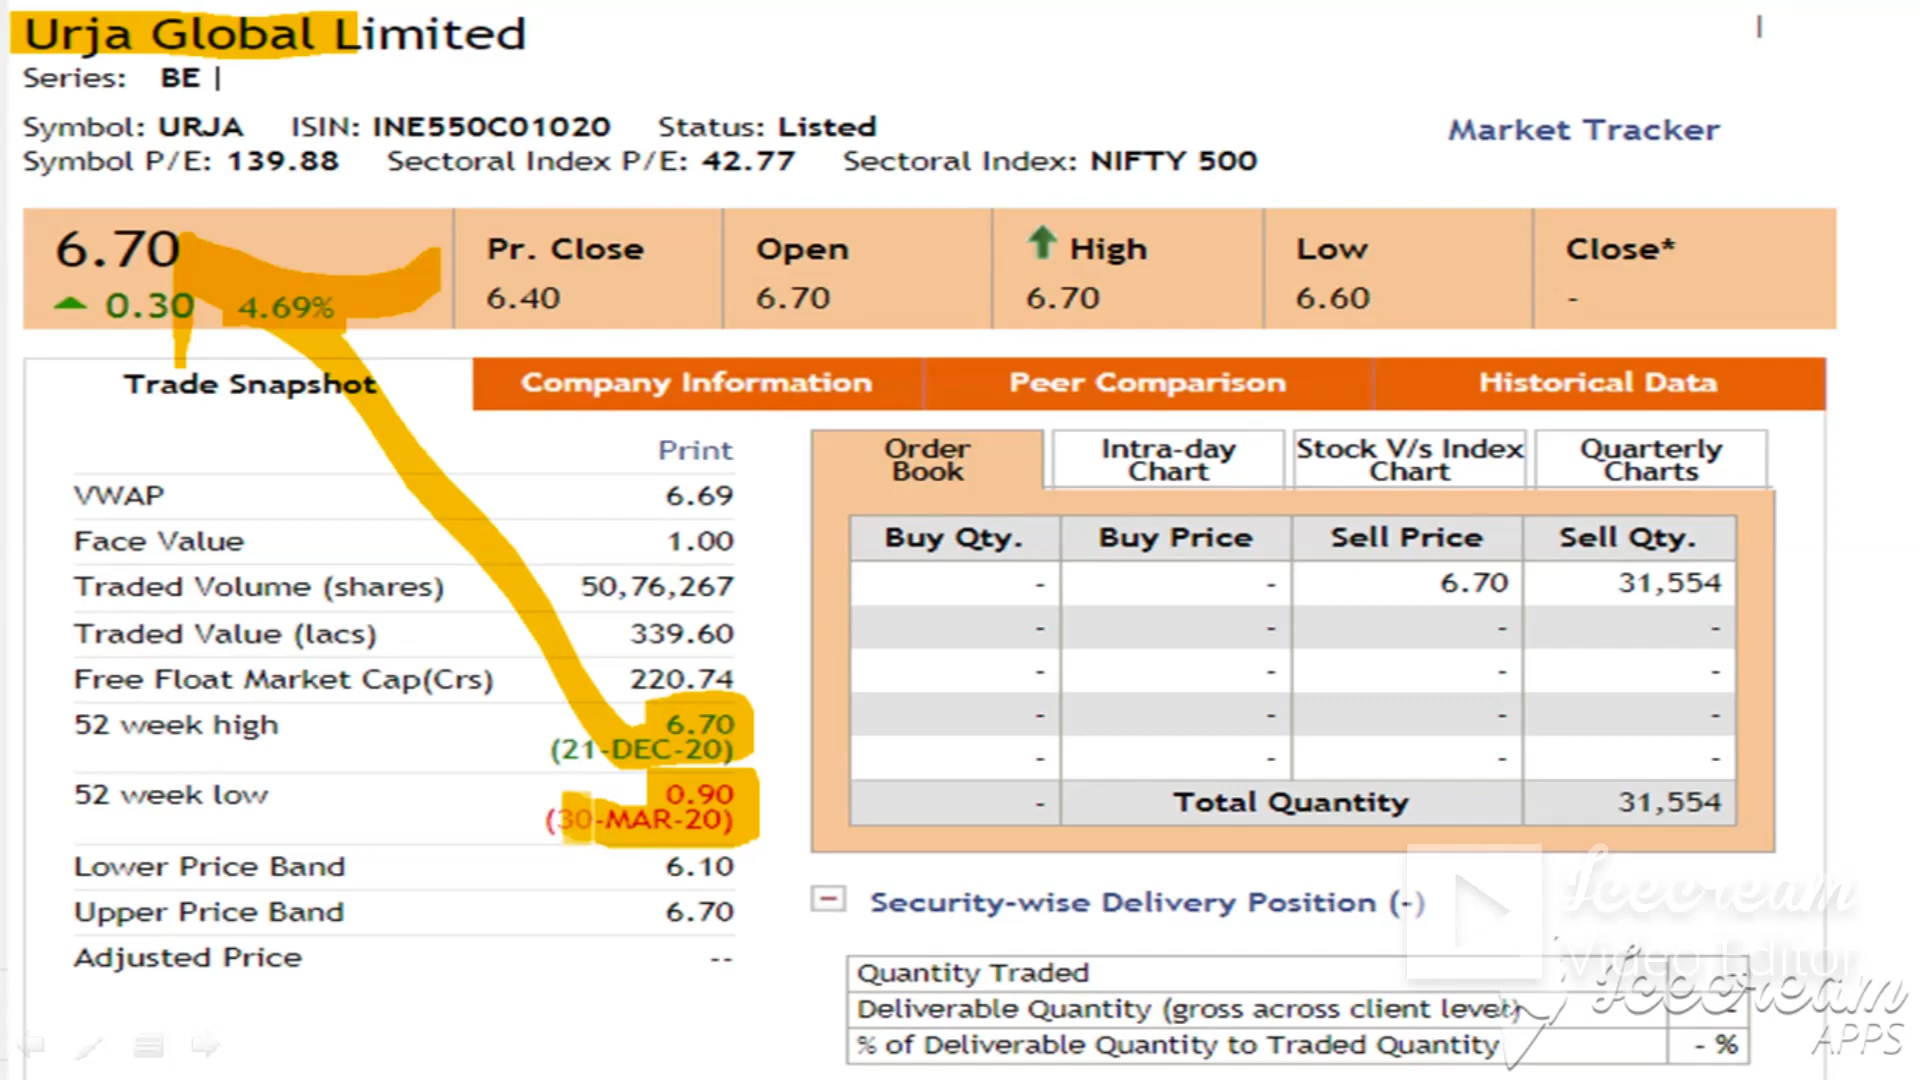 Urja Global Limited
Series: BE |
Symbol: URJA ISIN: INE550C01020 Status: Listed
Market Tracker
Symbol P/E: 139.88 Sectoral Index P/E: 42.77 Sectoral Index: NIFTY 500
6.70
0.30 4.69%
Pr. Close Open High Low Close*
6.40 6.70 6.70 6.60 -
Trade Snapshot Company Information Peer Comparison Historical Data
Print
VWAP 6.69
Face Value 1.00
Traded Volume (shares) 50,76,267
Traded Value (lacs) 339.60
Free Float Market Cap(Crs) 220.74
52 week high 6.70
(21-DEC-20)
52 week low 0.90
(30-MAR-20)
Lower Price Band 6.10
Upper Price Band 6.70
Adjusted Price --
Order Book Intra-day Chart Stock V/s Index Chart Quarterly Charts
Buy Qty. Buy Price Sell Price Sell Qty.
- - 6.70 31,554
- - - -
- - - -
- - - -
- - - -
- Total Quantity 31,554
Security-wise Delivery Position (-)
Quantity Traded
Deliverable Quantity (gross across client level)
% of Deliverable Quantity to Traded Quantity - %
Icecream
Video Editor
Icecream
APPS